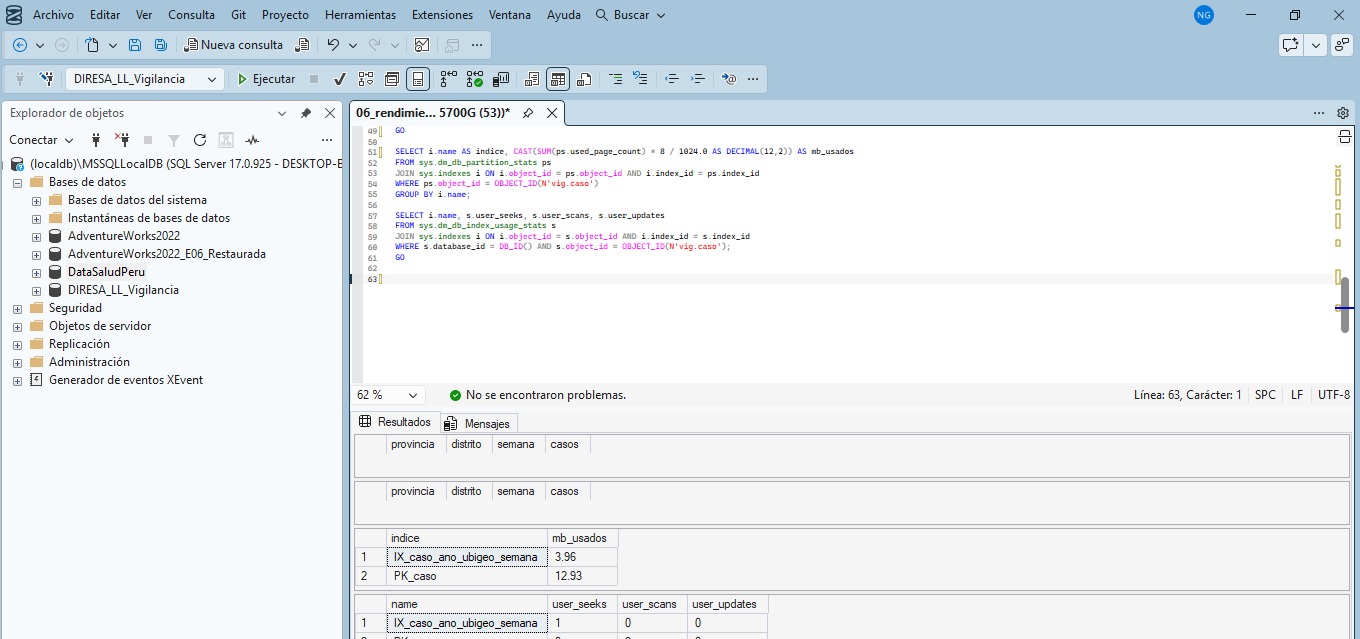 Archivo Editar Ver Consulta Git Proyecto Herramientas Extensiones Ventana Ayuda Buscar NG
Nueva consulta
DIRESA_LL_Vigilancia Ejecutar
Explorador de objetos
Conectar
(localdb)\MSSQLLocalDB (SQL Server 17.0.925 - DESKTOP-E
Bases de datos
Bases de datos del sistema
Instantáneas de bases de datos
AdventureWorks2022
AdventureWorks2022_E06_Restaurada
DataSaludPeru
DIRESA_LL_Vigilancia
Seguridad
Objetos de servidor
Replicación
Administración
Generador de eventos XEvent
06_rendimie... 5700G (53))*
49 GO
50
51 SELECT i.name AS indice, CAST(SUM(ps.used_page_count) * 8 / 1024.0 AS DECIMAL(12,2)) AS mb_usados
52 FROM sys.dm_db_partition_stats ps
53 JOIN sys.indexes i ON i.object_id = ps.object_id AND i.index_id = ps.index_id
54 WHERE ps.object_id = OBJECT_ID(N'vig.caso')
55 GROUP BY i.name;
56
57 SELECT i.name, s.user_seeks, s.user_scans, s.user_updates
58 FROM sys.dm_db_index_usage_stats s
59 JOIN sys.indexes i ON i.object_id = s.object_id AND i.index_id = s.index_id
60 WHERE s.database_id = DB_ID() AND s.object_id = OBJECT_ID(N'vig.caso');
61 GO
62
63
62 % No se encontraron problemas. Línea: 63, Carácter: 1 SPC LF UTF-8
Resultados Mensajes
provincia distrito semana casos
provincia distrito semana casos
indice mb_usados
1 IX_caso_ano_ubigeo_semana 3.96
2 PK_caso 12.93
name user_seeks user_scans user_updates
1 IX_caso_ano_ubigeo_semana 1 0 0